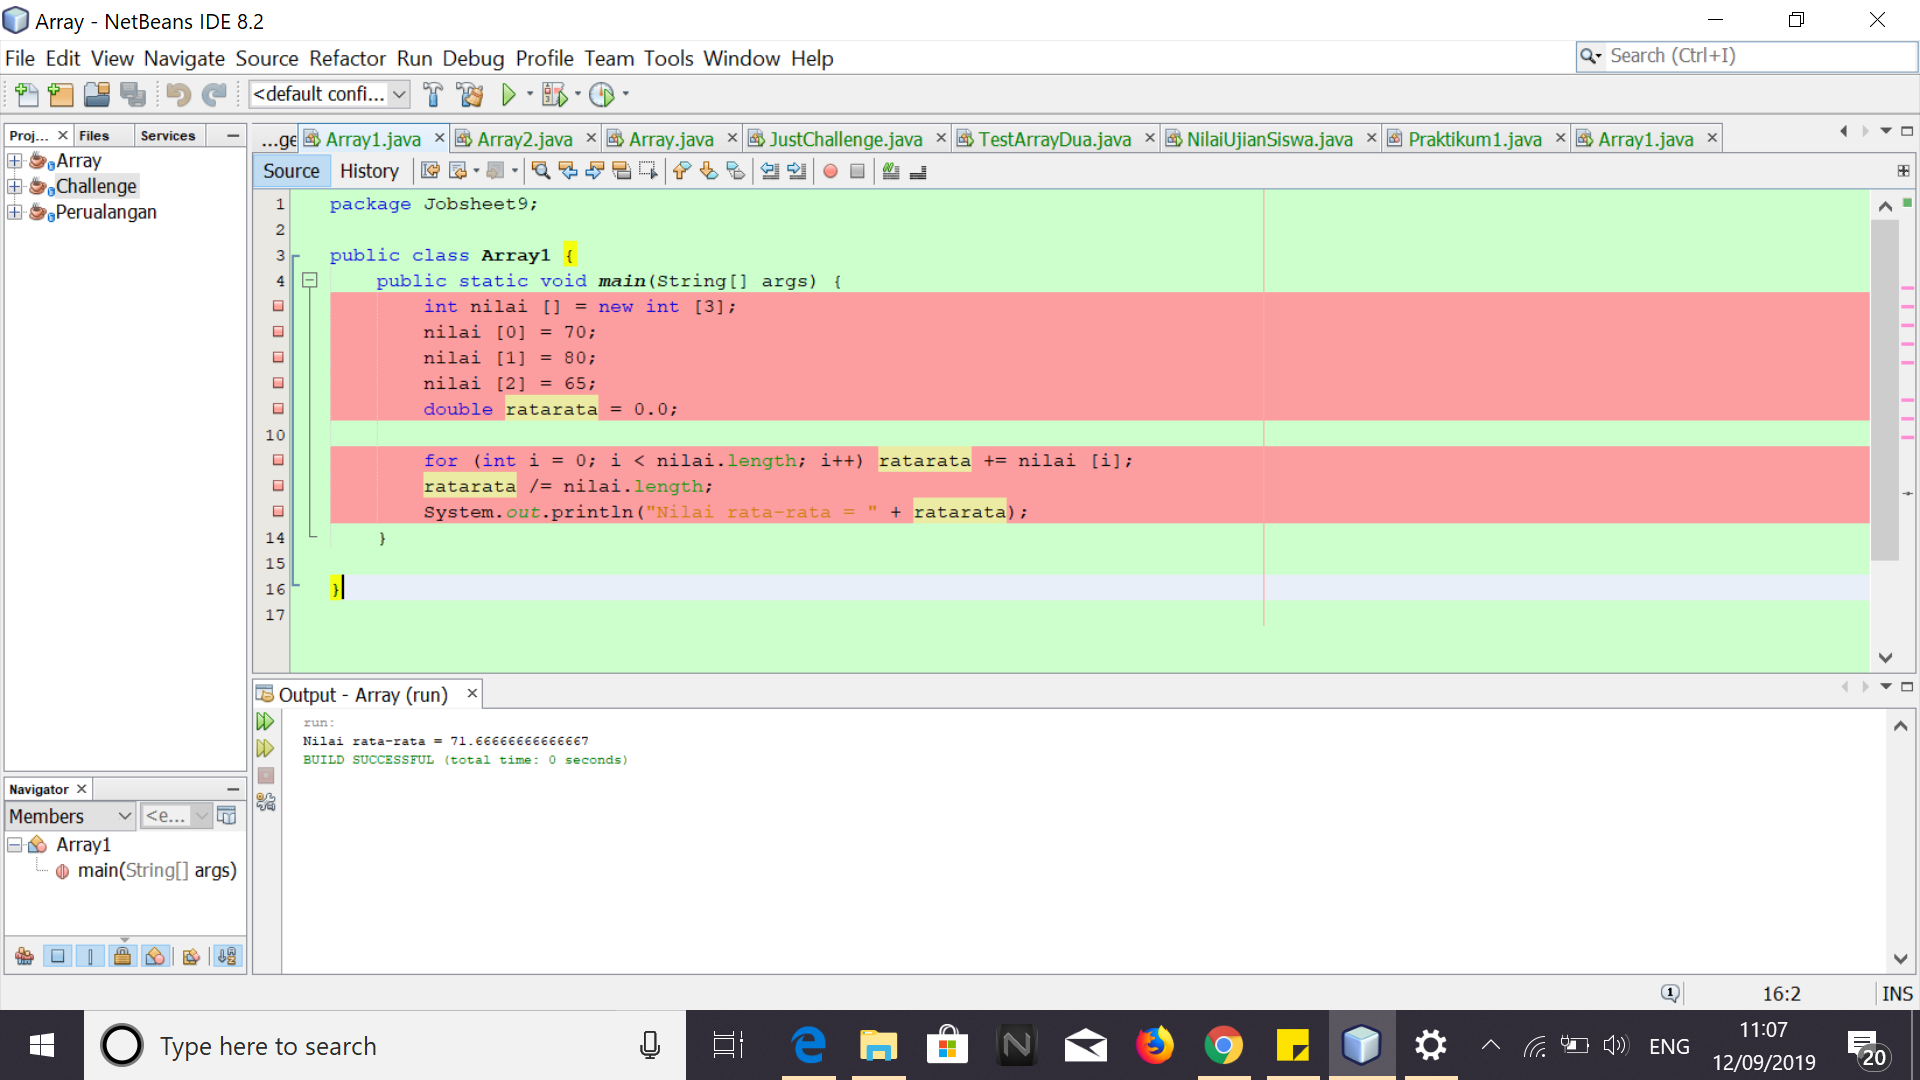 Array - NetBeans IDE 8.2
File Edit View Navigate Source Refactor Run Debug Profile Team Tools Window Help
Search (Ctrl+I)
<default confi...
Proj... Files Services
Array
Challenge
Perualangan
...ge Array1.java Array2.java Array.java JustChallenge.java TestArrayDua.java NilaiUjianSiswa.java Praktikum1.java Array1.java
Source History
1 package Jobsheet9;
2
3 public class Array1 {
4 public static void main(String[] args) {
int nilai [] = new int [3];
nilai [0] = 70;
nilai [1] = 80;
nilai [2] = 65;
double ratarata = 0.0;
10
for (int i = 0; i < nilai.length; i++) ratarata += nilai [i];
ratarata /= nilai.length;
System.out.println("Nilai rata-rata = " + ratarata);
14 }
15
16 }
17
Output - Array (run)
run:
Nilai rata-rata = 71.66666666666667
BUILD SUCCESSFUL (total time: 0 seconds)
Navigator
Members <e...
Array1
main(String[] args)
1 16:2 INS
Type here to search
ENG
11:07
12/09/2019
20